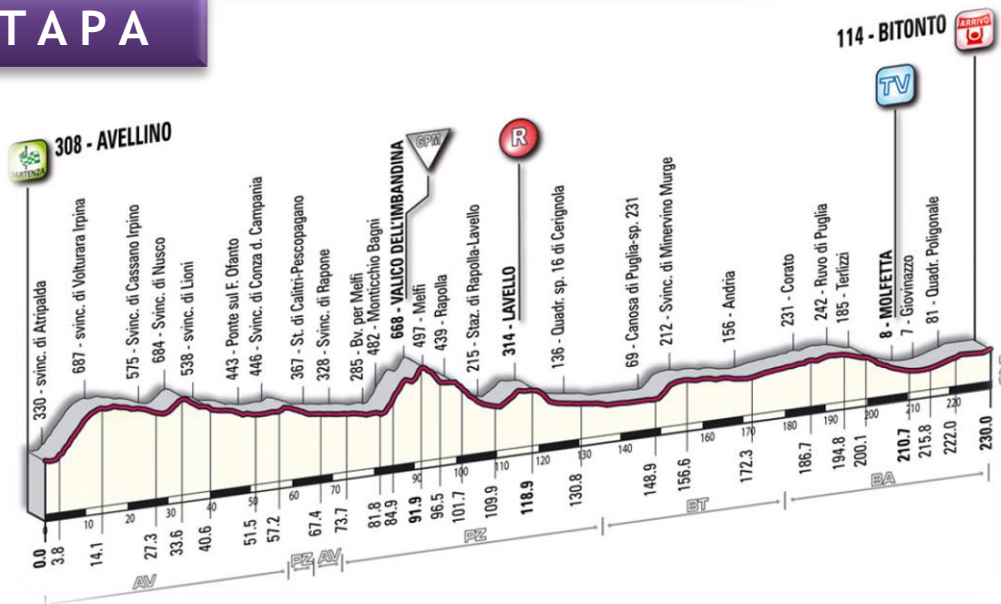 TAPA
114 - BITONTO
ARRIVO
TV
308 - AVELLINO
PARTENZA
GPM
R
330 - svinc. di Atripalda
687 - svinc. di Volturara Irpina
575 - Svinc. di Cassano Irpino
684 - Svinc. di Nusco
538 - svinc. di Lioni
443 - Ponte sul F. Ofanto
446 - Svinc. di Conza d. Campania
367 - St. di Calitri-Pescopagano
328 - Svinc. di Rapone
285 - Bv. per Melfi
482 - Monticchio Bagni
668 - VALICO DELL'IMBANDINA
497 - Melfi
439 - Rapolla
215 - Staz. di Rapolla-Lavello
314 - LAVELLO
136 - Quadr. sp. 16 di Cerignola
69 - Canosa di Puglia-sp. 231
212 - Svinc. di Minervino Murge
156 - Andria
231 - Corato
242 - Ruvo di Puglia
185 - Terlizzi
8 - MOLFETTA
7 - Giovinazzo
81 - Quadr. Poligonale
10 20 30 40 50 60 70 80 90 100 110 120 130 140 150 160 170 180 190 200 210 220
0.0 3.8 14.1 27.3 33.6 40.6 51.5 57.2 67.4 73.7 81.8 84.9 91.9 96.5 101.7 109.9 118.9 130.8 148.9 156.6 172.3 186.7 194.8 200.1 210.7 215.8 222.0 230.0
AV PZ AV PZ BT BA